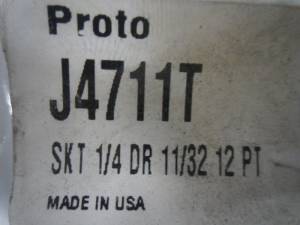 Proto
J4711T
SKT 1/4 DR 11/32 12 PT
MADE IN USA